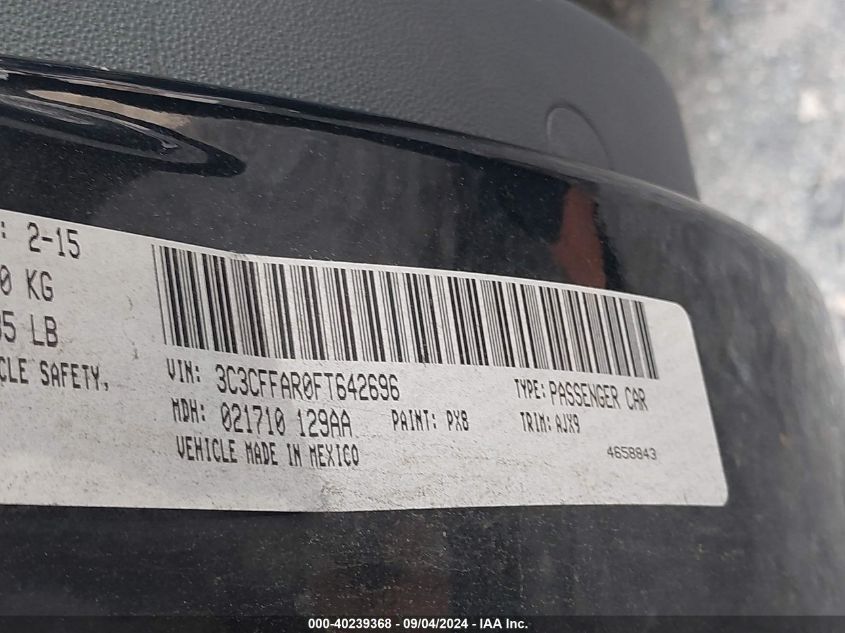 : 2-15
0 KG
05 LB
CLE SAFETY,
VIN: 3C3CFFAR0FT642696
TYPE: PASSENGER CAR
MDH: 021710 129AA
PAINT: PX8
TRIM: AJX9
VEHICLE MADE IN MEXICO
4658843
000-40239368 - 09/04/2024 - IAA Inc.